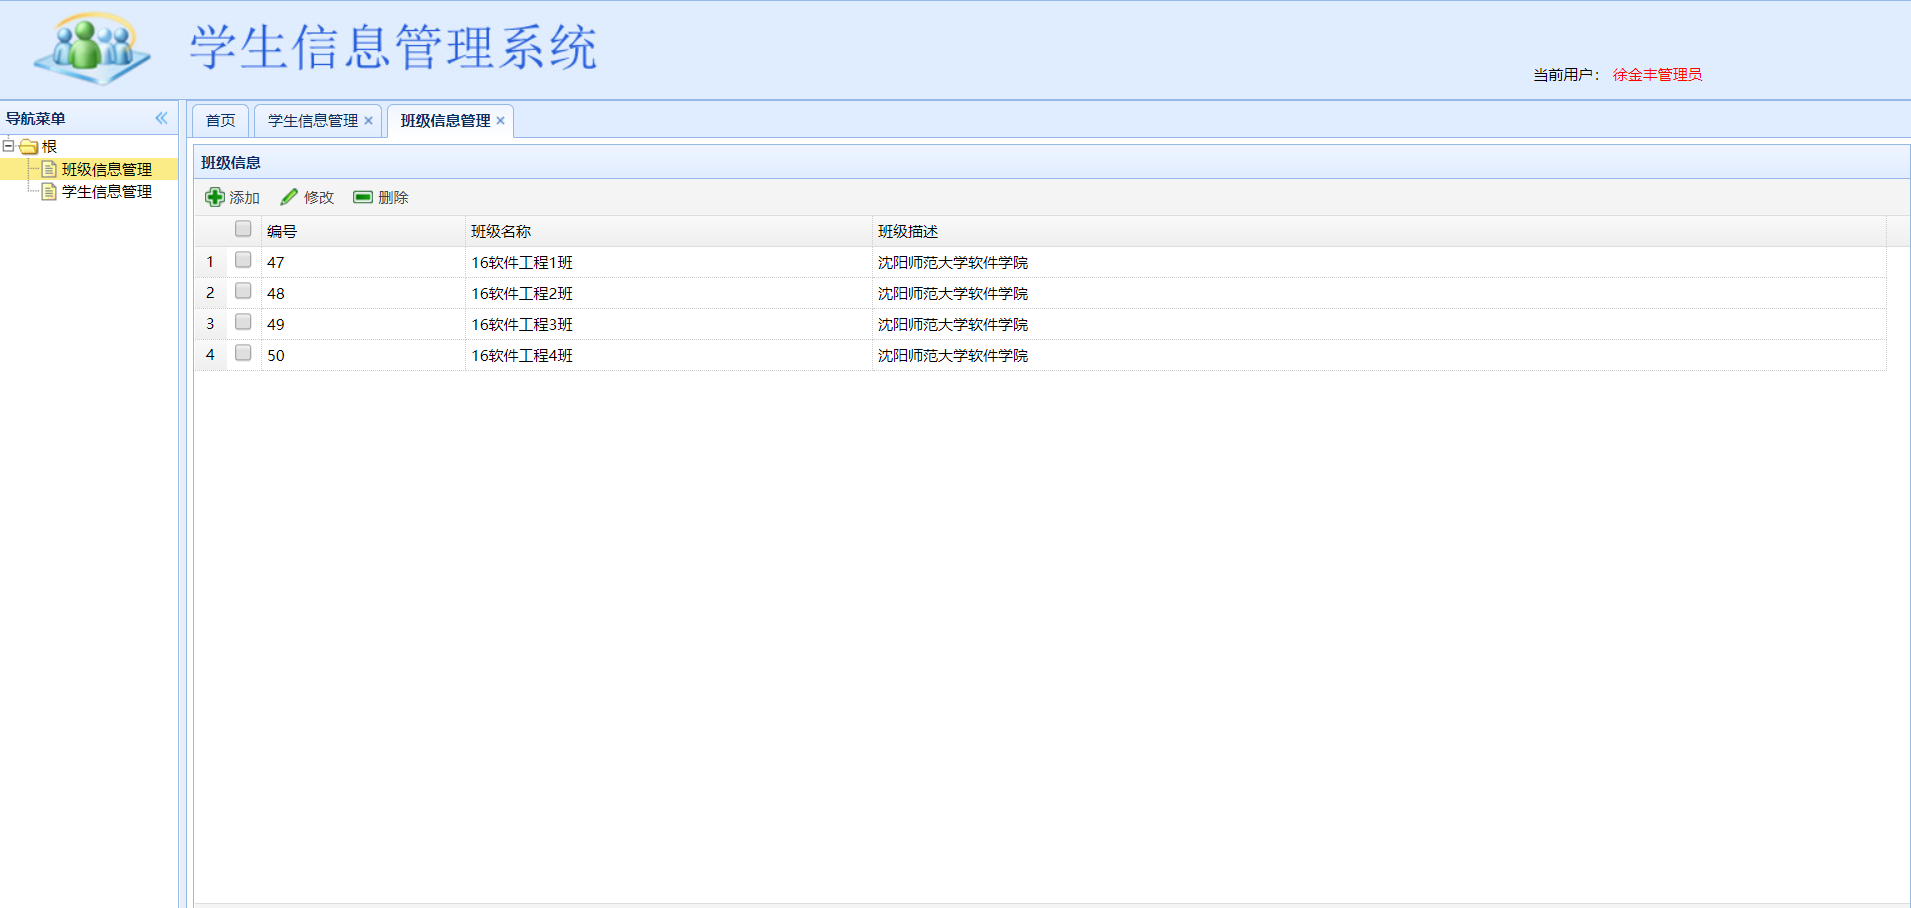 学生信息管理系统
当前用户： 徐金丰管理员
导航菜单
首页 学生信息管理 班级信息管理
根
班级信息管理
学生信息管理
班级信息
添加 修改 删除
编号 班级名称 班级描述
1 47 16软件工程1班 沈阳师范大学软件学院
2 48 16软件工程2班 沈阳师范大学软件学院
3 49 16软件工程3班 沈阳师范大学软件学院
4 50 16软件工程4班 沈阳师范大学软件学院